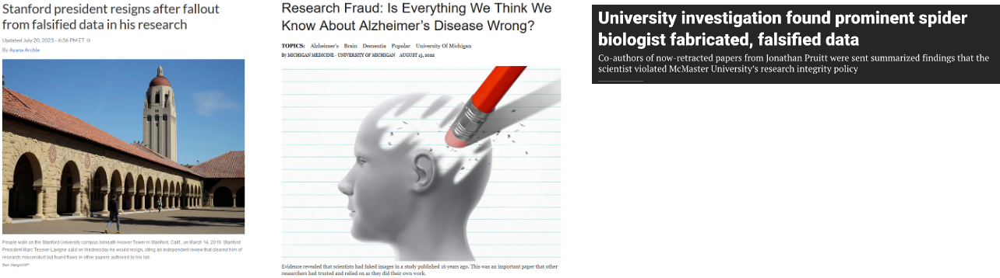 Stanford president resigns after fallout
from falsified data in his research
Updated July 20, 2023 - 6:36 PM ET
By Ayana Archie
People walk on the Stanford University campus beneath Hoover Tower in Stanford, Calif., on March 14, 2019. Stanford
President Marc Tessier-Lavigne said on Wednesday he would resign, citing an independent review that cleared him of
research misconduct but found flaws in other papers authored by his lab.
Ben Margot/AP
Research Fraud: Is Everything We Think We
Know About Alzheimer's Disease Wrong?
TOPICS: Alzheimer's Brain Dementia Popular University Of Michigan
By MICHIGAN MEDICINE - UNIVERSITY OF MICHIGAN AUGUST 15, 2022
Evidence revealed that scientists had faked images in a study published 16 years ago. This was an important paper that other
researchers had trusted and relied on as they did their own work.
University investigation found prominent spider
biologist fabricated, falsified data
Co-authors of now-retracted papers from Jonathan Pruitt were sent summarized findings that the
scientist violated McMaster University's research integrity policy